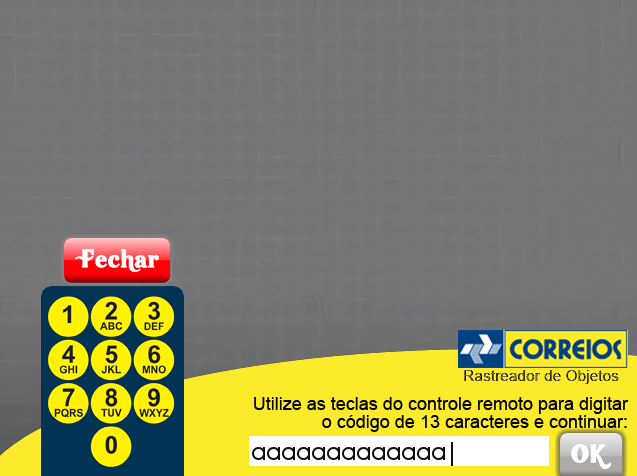 Fechar
1 2 3
ABC DEF
4 5 6
GHI JKL MNO
7 8 9
PQRS TUV WXYZ
0
CORREIOS
Rastreador de Objetos
Utilize as teclas do controle remoto para digitar
o código de 13 caracteres e continuar:
aaaaaaaaaaaaa
OK